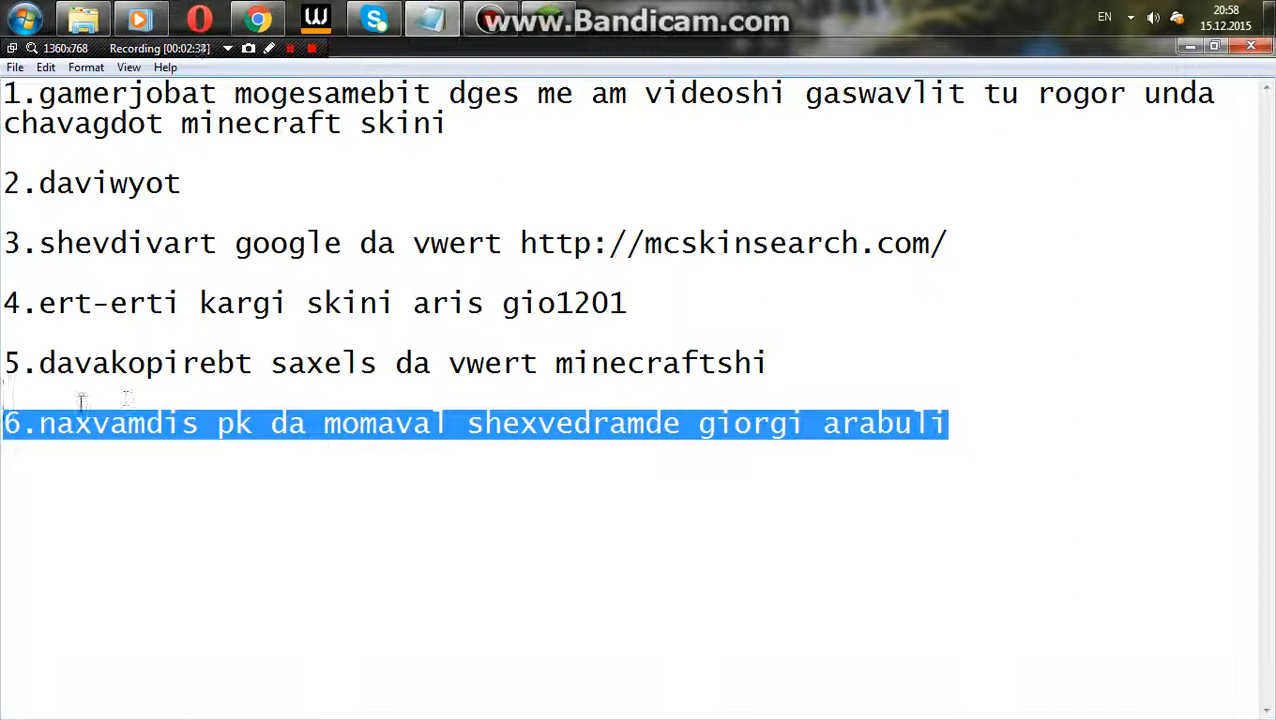 www.Bandicam.com
EN
20:58
15.12.2015
1360x768
Recording [00:02:31]
File Edit Format View Help
1.gamerjobat mogesamebit dges me am videoshi gaswavlit tu rogor unda
chavagdot minecraft skini
2.daviwyot
3.shevdivart google da vwert http://mcskinsearch.com/
4.ert-erti kargi skini aris gio1201
5.davakopirebt saxels da vwert minecraftshi
6.naxvamdis pk da momaval shexvedramde giorgi arabuli